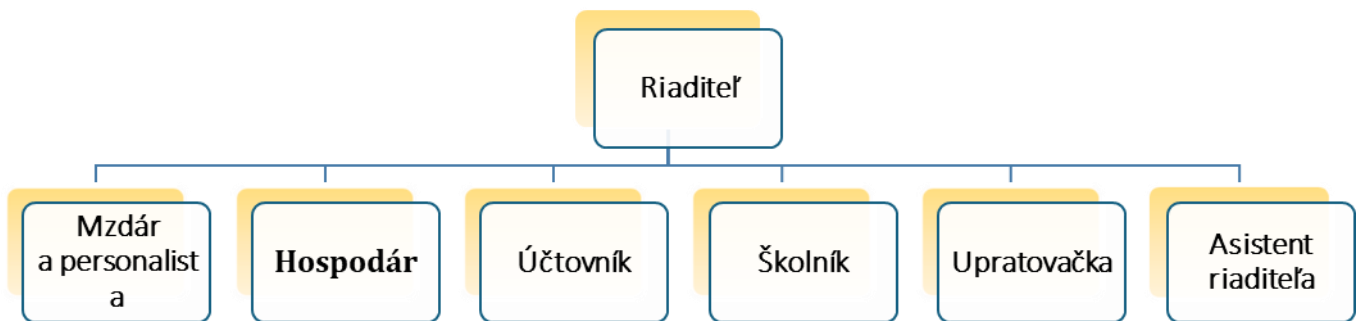 Riaditeľ
Mzdár
a personalist
a
Hospodár
Účtovník
Školník
Upratovačka
Asistent
riaditeľa